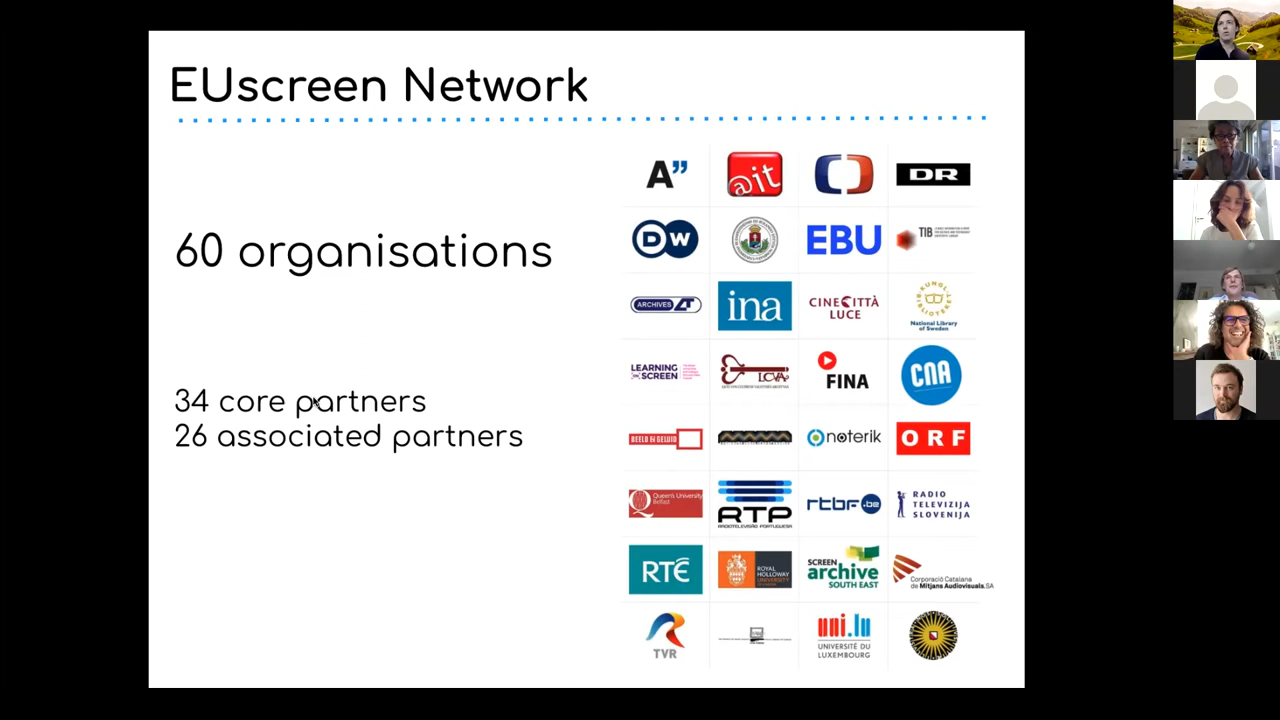 EUscreen Network
60 organisations
34 core partners
26 associated partners
A”
@it
DR
DW
EBU
TIB
ARCHIVES
ina
CINECITTÀ
LUCE
KUNGL.
BIBLIOTEKET
National Library
of Sweden
LEARNING
SCREEN
LCVA
FINA
CNA
BEELD EN GELUID
noterik
ORF
Queen's University
Belfast
RTP
RADIOTELEVISÃO PORTUGUESA
rtbf.be
RADIO
TELEVIZIJA
SLOVENIJA
RTÉ
ROYAL
HOLLOWAY
UNIVERSITY
SCREEN
archive
SOUTH EAST
Corporació Catalana
de Mitjans Audiovisuals, SA
TVR
uni.lu
UNIVERSITÉ DU
LUXEMBOURG